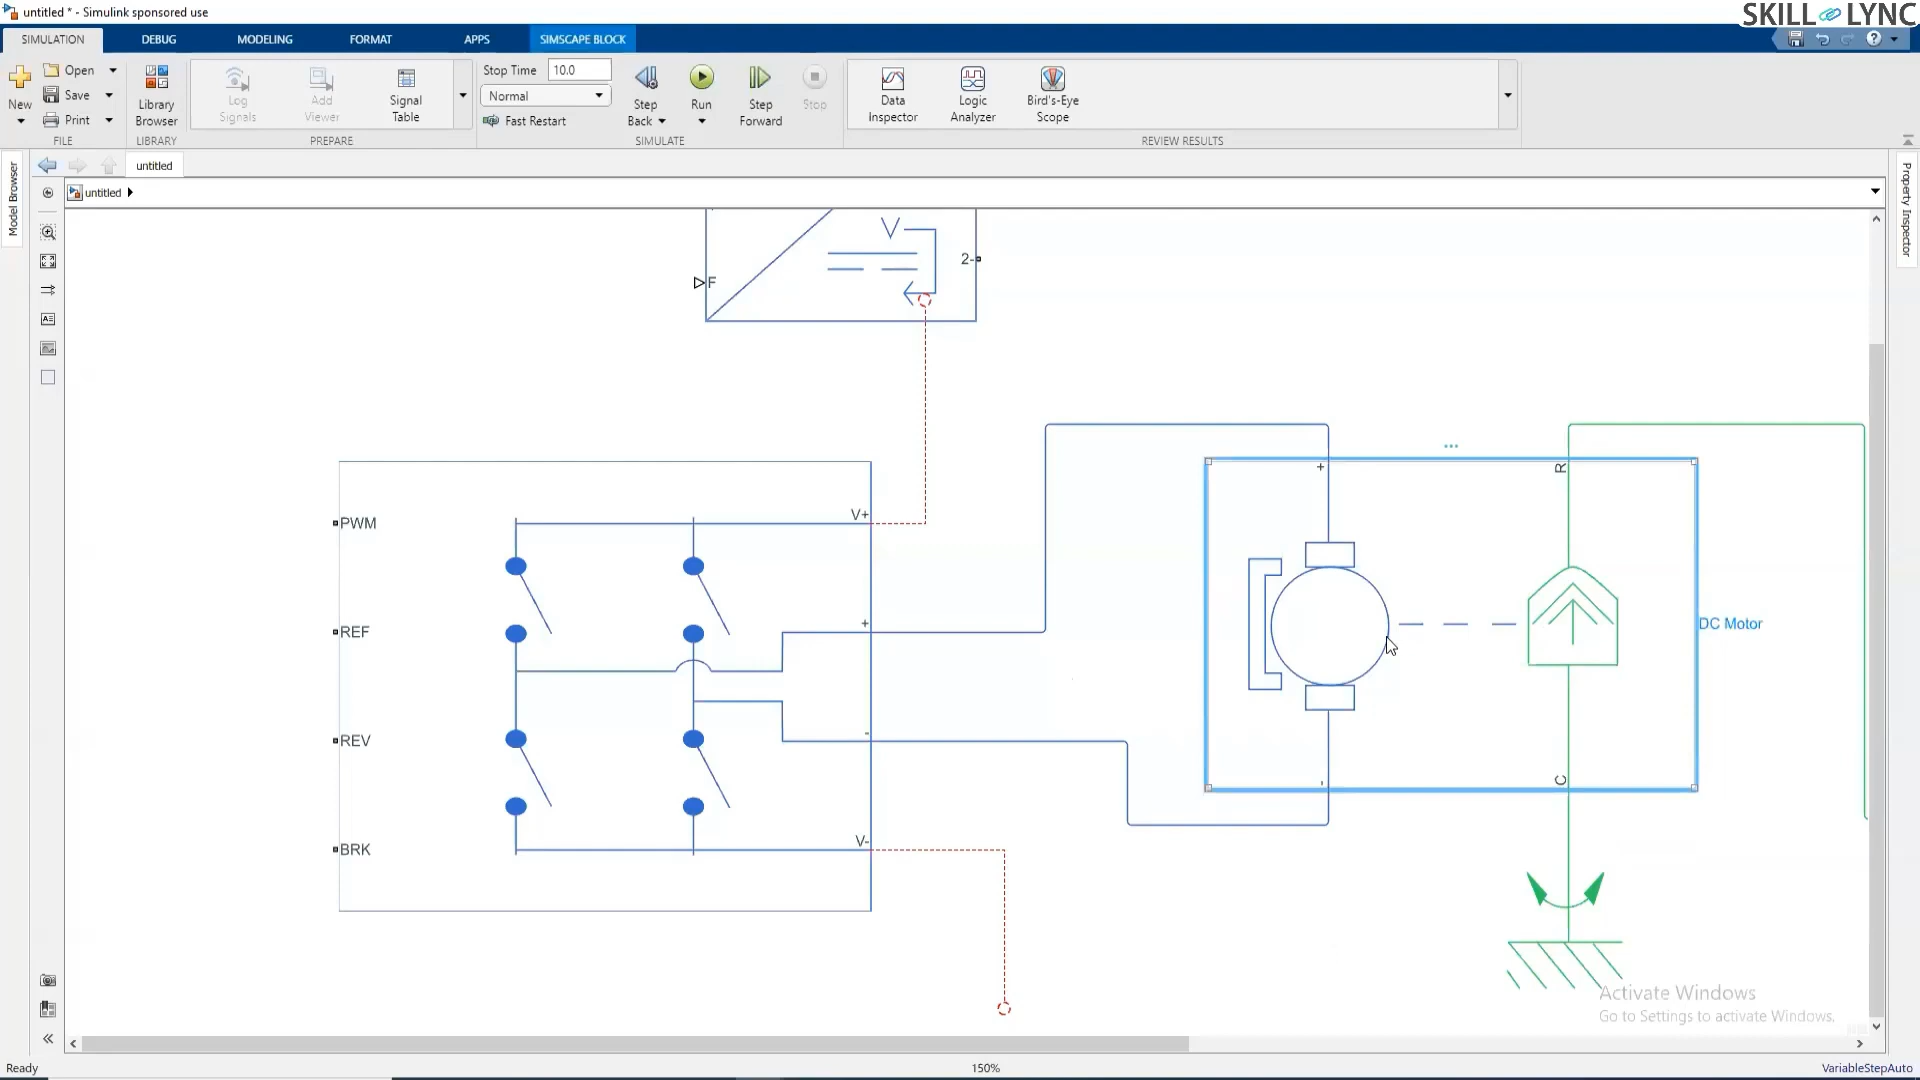 untitled * - Simulink sponsored use
SKILL LYNC
SIMULATION DEBUG MODELING FORMAT APPS SIMSCAPE BLOCK
New
Open
Save
Print
FILE
Library Browser
LIBRARY
Log Signals
Add Viewer
Signal Table
PREPARE
Stop Time 10.0
Normal
Fast Restart
Step Back
Run
Step Forward
Stop
SIMULATE
Data Inspector
Logic Analyzer
Bird's-Eye Scope
REVIEW RESULTS
Model Browser
untitled
Property Inspector
untitled
V
2-
F
+
R
PWM
V+
REF
+
DC Motor
REV
-
-
C
BRK
V-
Activate Windows
Go to Settings to activate Windows.
Ready
150%
VariableStepAuto